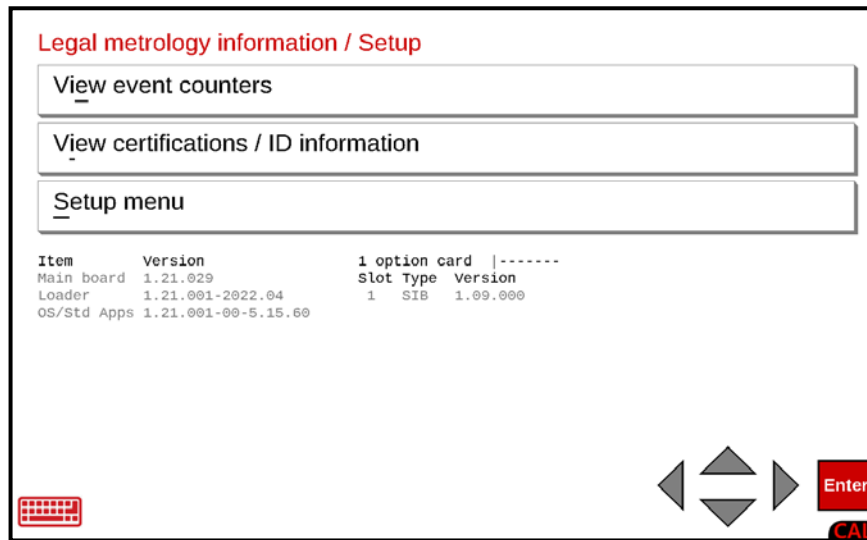 Legal metrology information / Setup
View event counters
View certifications / ID information
Setup menu
Item Version
Main board 1.21.029
Loader 1.21.001-2022.04
OS/Std Apps 1.21.001-00-5.15.60
1 option card |-------
Slot Type Version
1 SIB 1.09.000
Enter
CAL